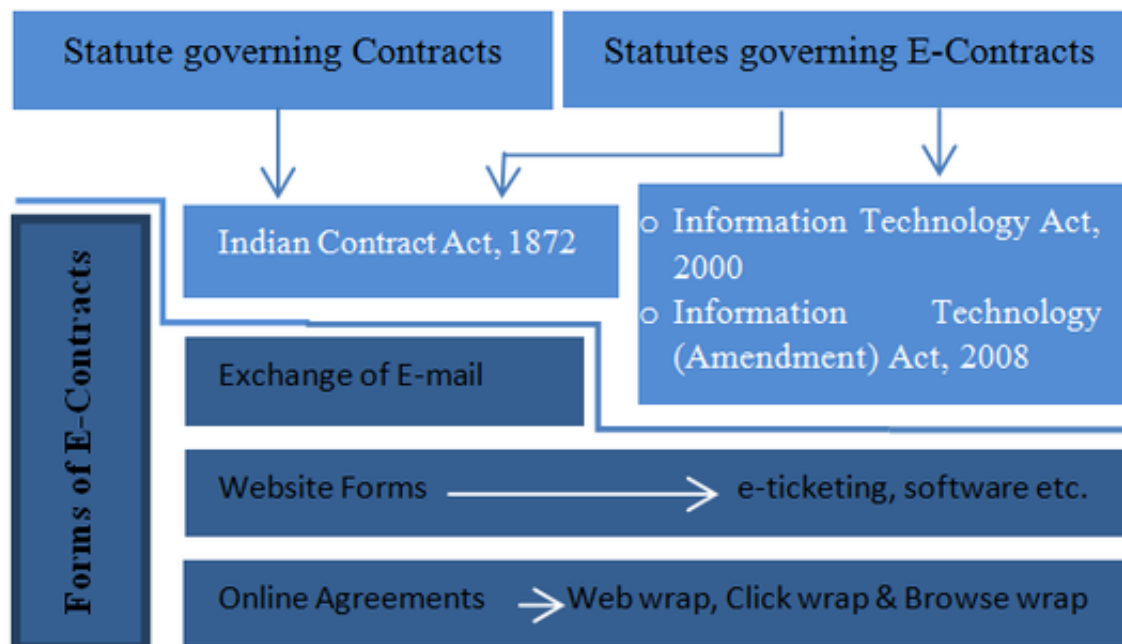 Statute governing Contracts
Statutes governing E-Contracts
Indian Contract Act, 1872
o Information Technology Act,
2000
o Information Technology
(Amendment) Act, 2008
Forms of E-Contracts
Exchange of E-mail
Website Forms e-ticketing, software etc.
Online Agreements Web wrap, Click wrap & Browse wrap